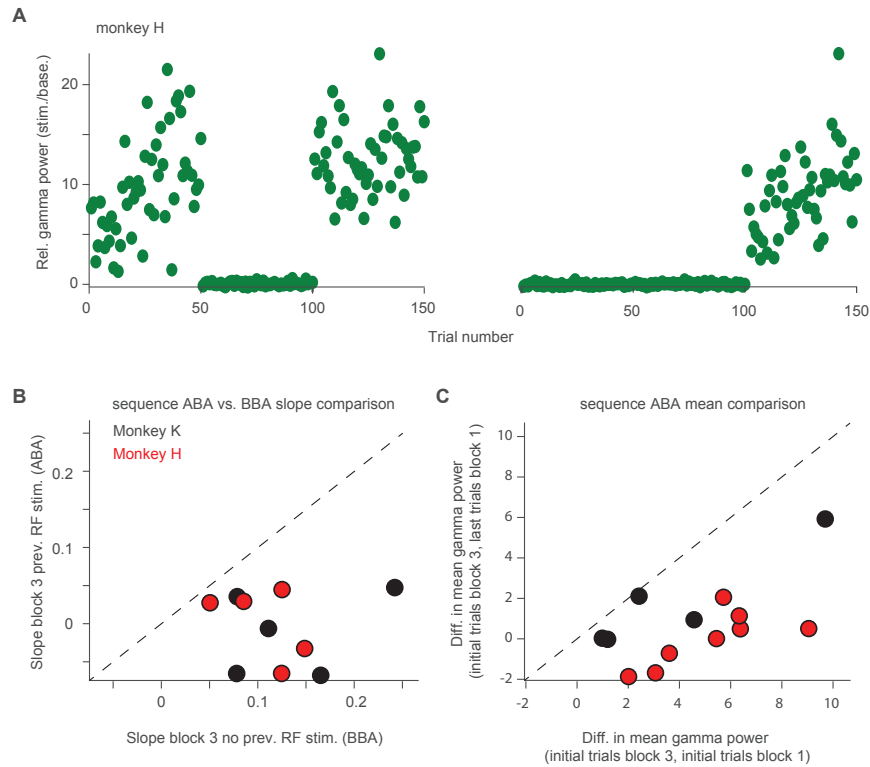 A
monkey H
Rel. gamma power (stim./base.)
20
10
0
0
50
100
150
0
50
100
150
Trial number
B
sequence ABA vs. BBA slope comparison
Monkey K
Monkey H
Slope block 3 prev. RF stim. (ABA)
0.2
0.1
0
0
0.1
0.2
Slope block 3 no prev. RF stim. (BBA)
C
sequence ABA mean comparison
Diff. in mean gamma power
(initial trials block 3, last trials block 1)
10
8
6
4
2
0
-2
-2
0
2
4
6
8
10
Diff. in mean gamma power
(initial trials block 3, initial trials block 1)